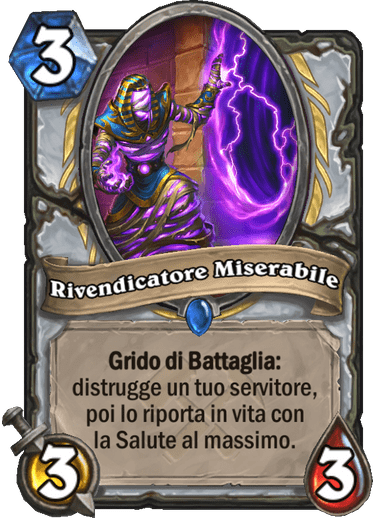 3
Rivendicatore Miserabile
Grido di Battaglia:
distrugge un tuo servitore,
poi lo riporta in vita con
la Salute al massimo.
3
3